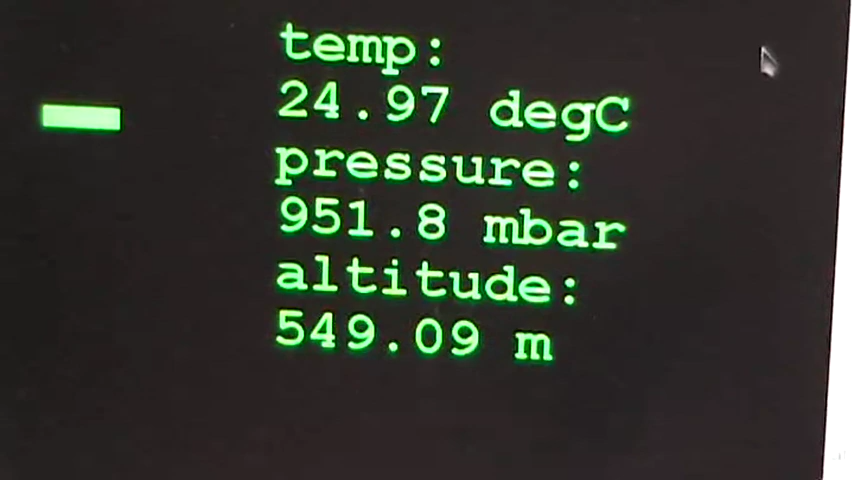 temp:
24.97 degC
pressure:
951.8 mbar
altitude:
549.09 m